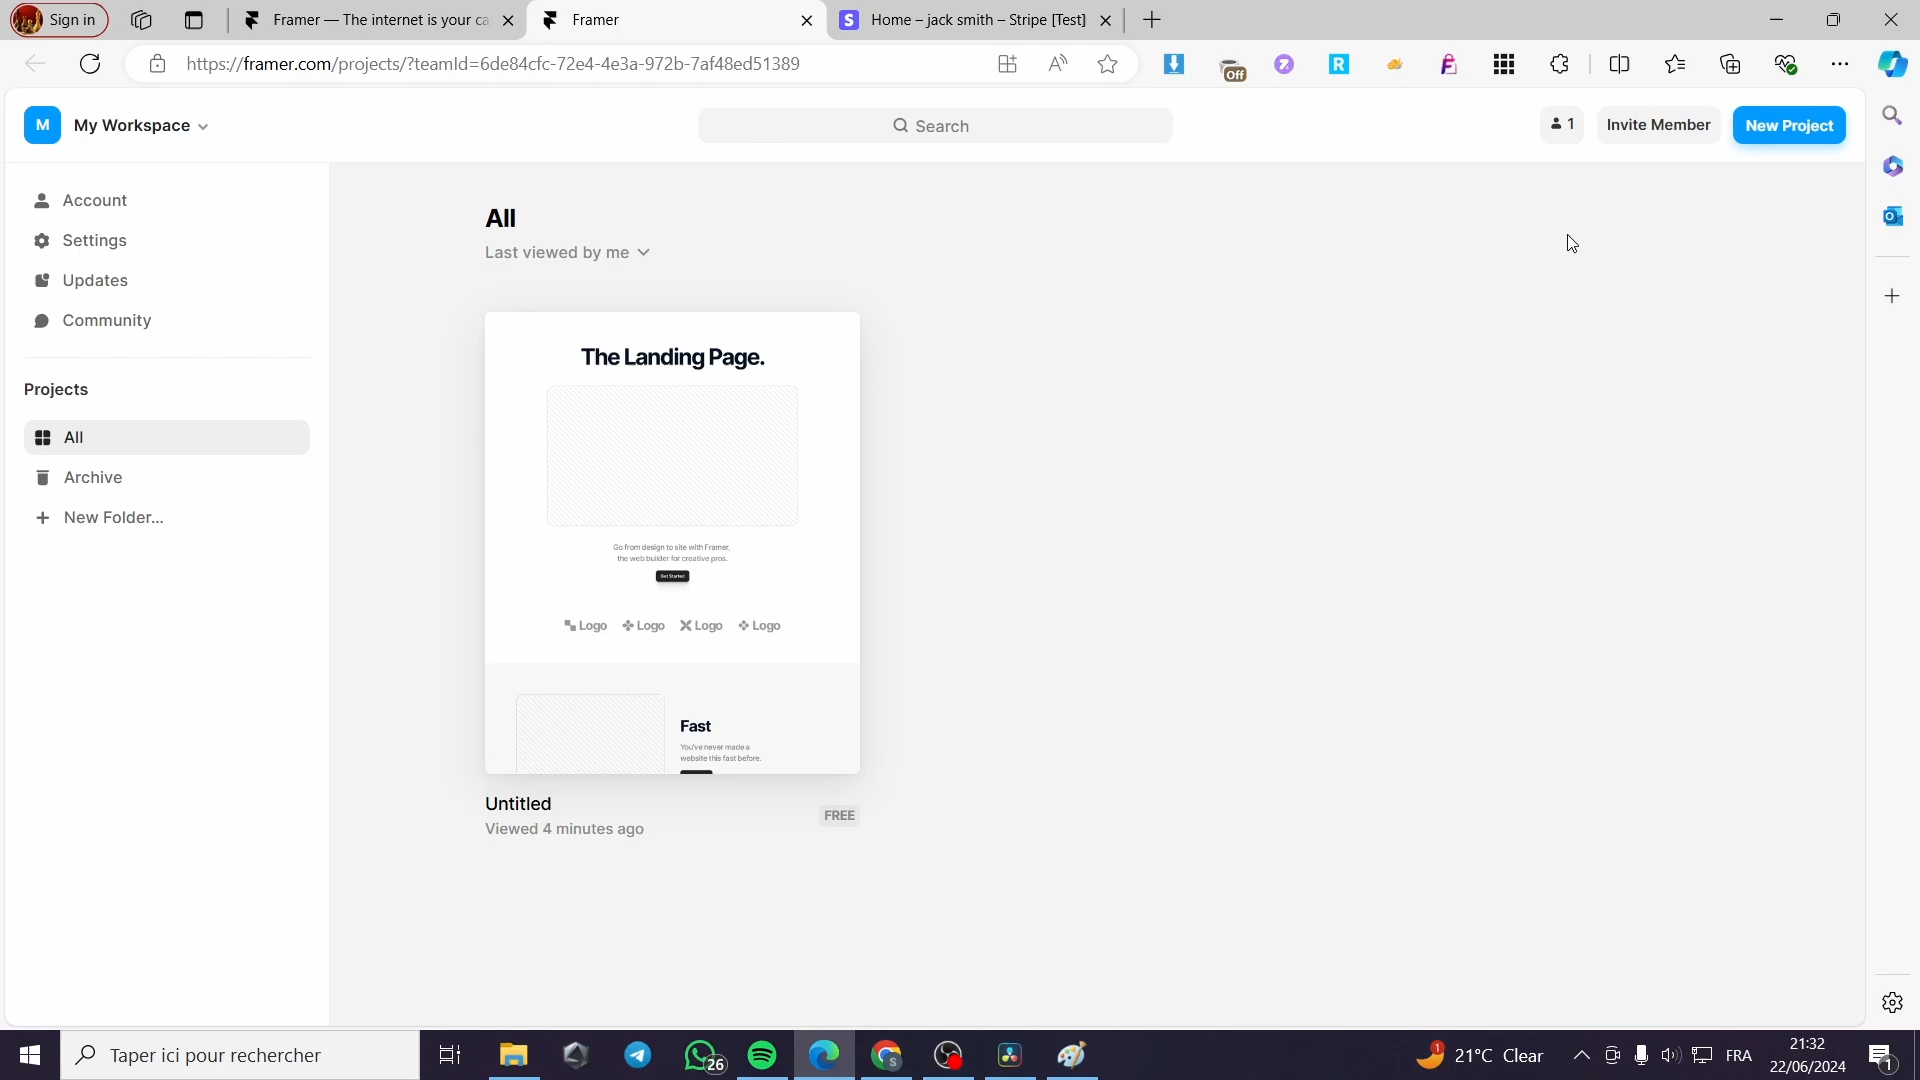 Sign in
Framer — The internet is your ca
Framer
Home – jack smith – Stripe [Test]
https://framer.com/projects/?teamId=6de84cfc-72e4-4e3a-972b-7af48ed51389
Off
M
My Workspace
Search
1
Invite Member
New Project
Account
Settings
Updates
Community
Projects
All
Archive
New Folder...
All
Last viewed by me
The Landing Page.
Go from design to site with Framer,
the web builder for creative pros.
Get Started
Logo
Logo
Logo
Logo
Fast
You've never made a
website this fast before.
Untitled
FREE
Viewed 4 minutes ago
Taper ici pour rechercher
26
21°C Clear
FRA
21:32
22/06/2024
1